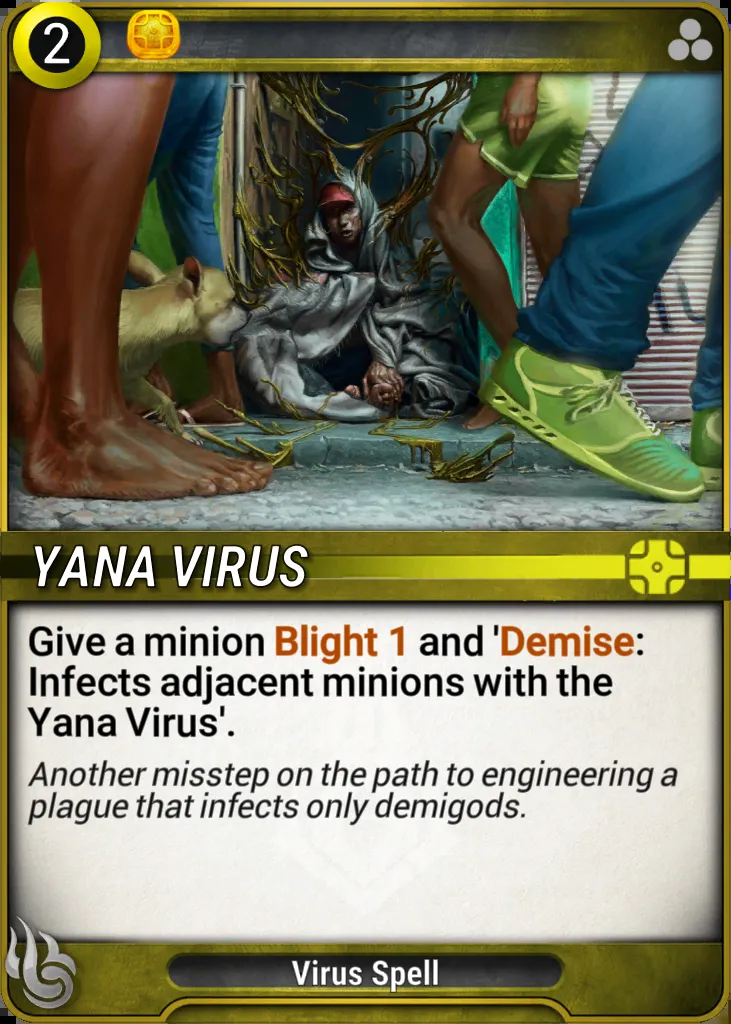 2
YANA VIRUS
Give a minion Blight 1 and 'Demise:
Infects adjacent minions with the
Yana Virus'.
Another misstep on the path to engineering a
plague that infects only demigods.
Virus Spell